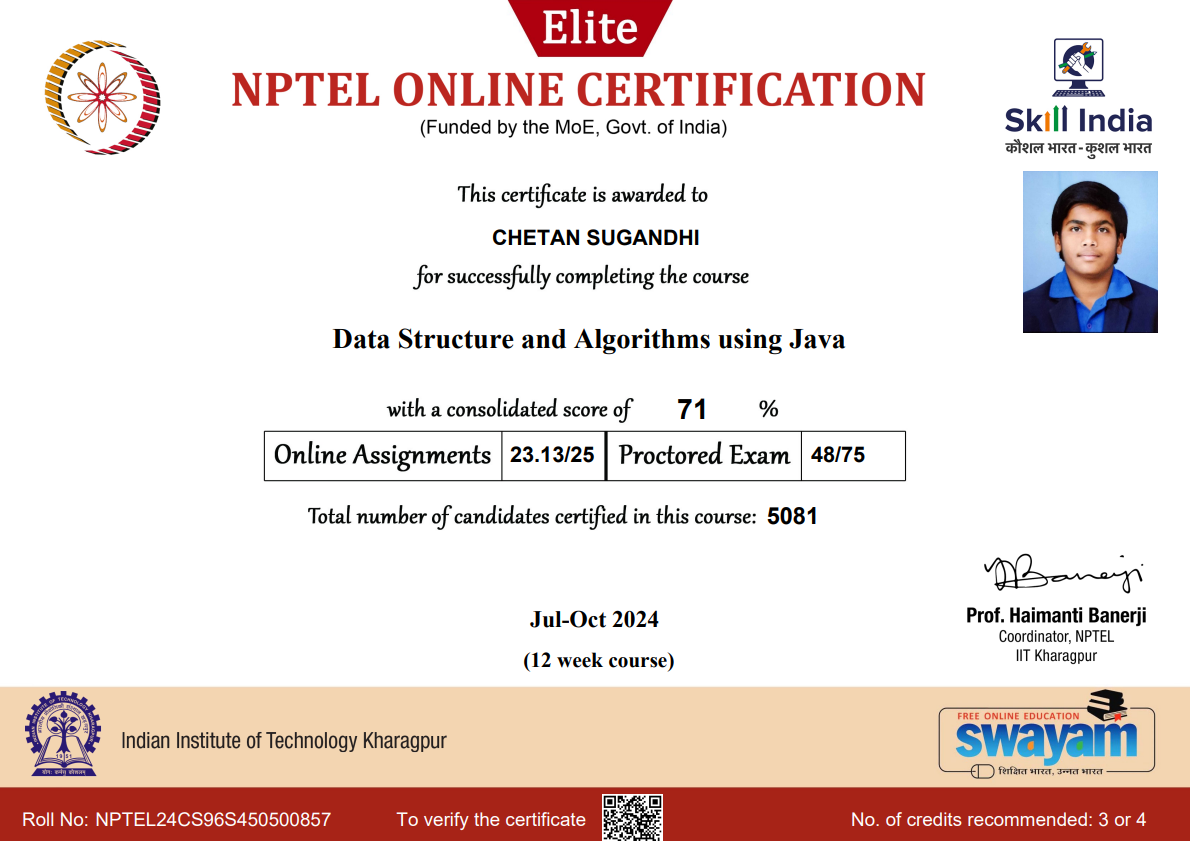 Elite
NPTEL ONLINE CERTIFICATION
(Funded by the MoE, Govt. of India)
Skill India
कौशल भारत - कुशल भारत
This certificate is awarded to
CHETAN SUGANDHI
for successfully completing the course
Data Structure and Algorithms using Java
with a consolidated score of 71 %
Online Assignments 23.13/25 Proctored Exam 48/75
Total number of candidates certified in this course: 5081
Banerji
Prof. Haimanti Banerji
Coordinator, NPTEL
IIT Kharagpur
Jul-Oct 2024
(12 week course)
Indian Institute of Technology Kharagpur
1951
FREE ONLINE EDUCATION
swayam
शिक्षित भारत, उन्नत भारत
Roll No: NPTEL24CS96S450500857
To verify the certificate
No. of credits recommended: 3 or 4